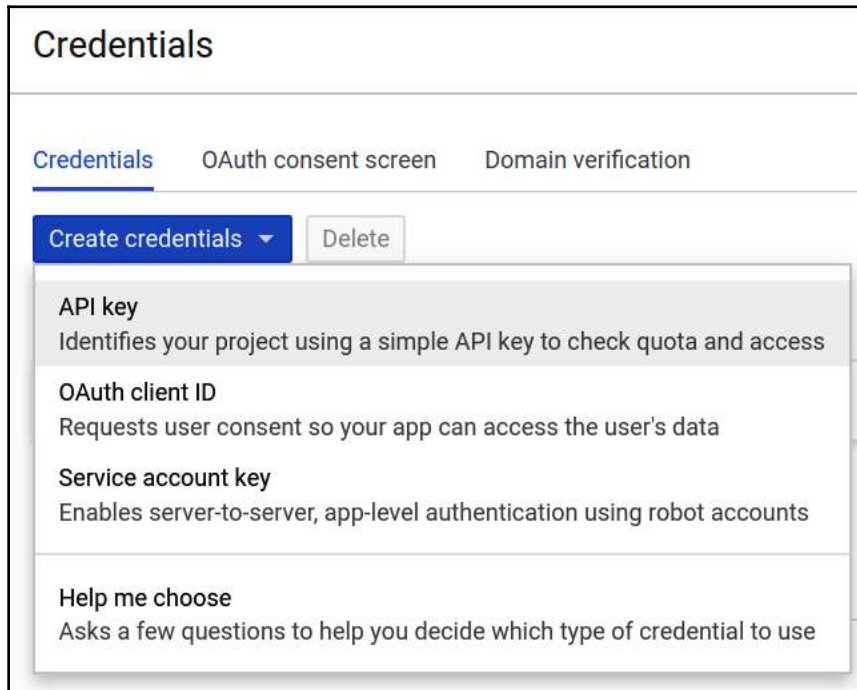 Credentials
Credentials OAuth consent screen Domain verification
Create credentials Delete
API key
Identifies your project using a simple API key to check quota and access
OAuth client ID
Requests user consent so your app can access the user's data
Service account key
Enables server-to-server, app-level authentication using robot accounts
Help me choose
Asks a few questions to help you decide which type of credential to use